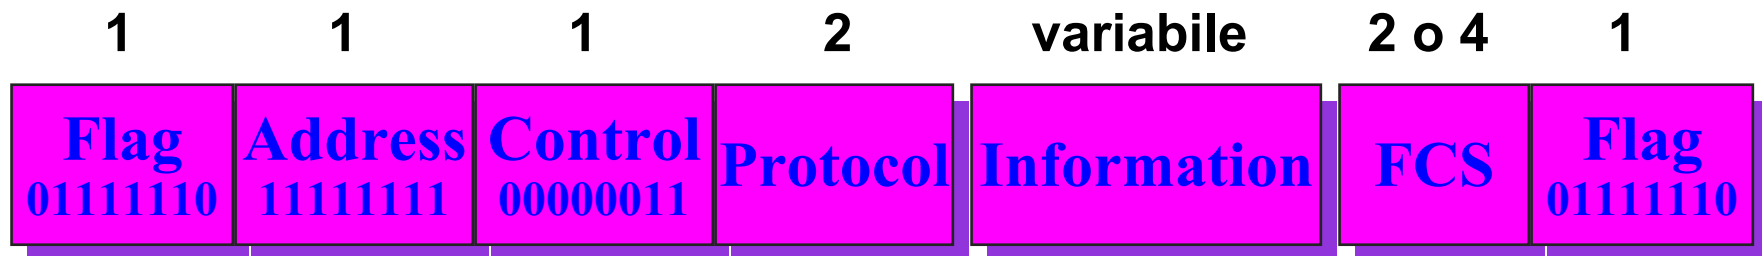 1 1 1 2 variabile 2 o 4 1
Flag Address Control Protocol Information FCS Flag
01111110 11111111 00000011 01111110